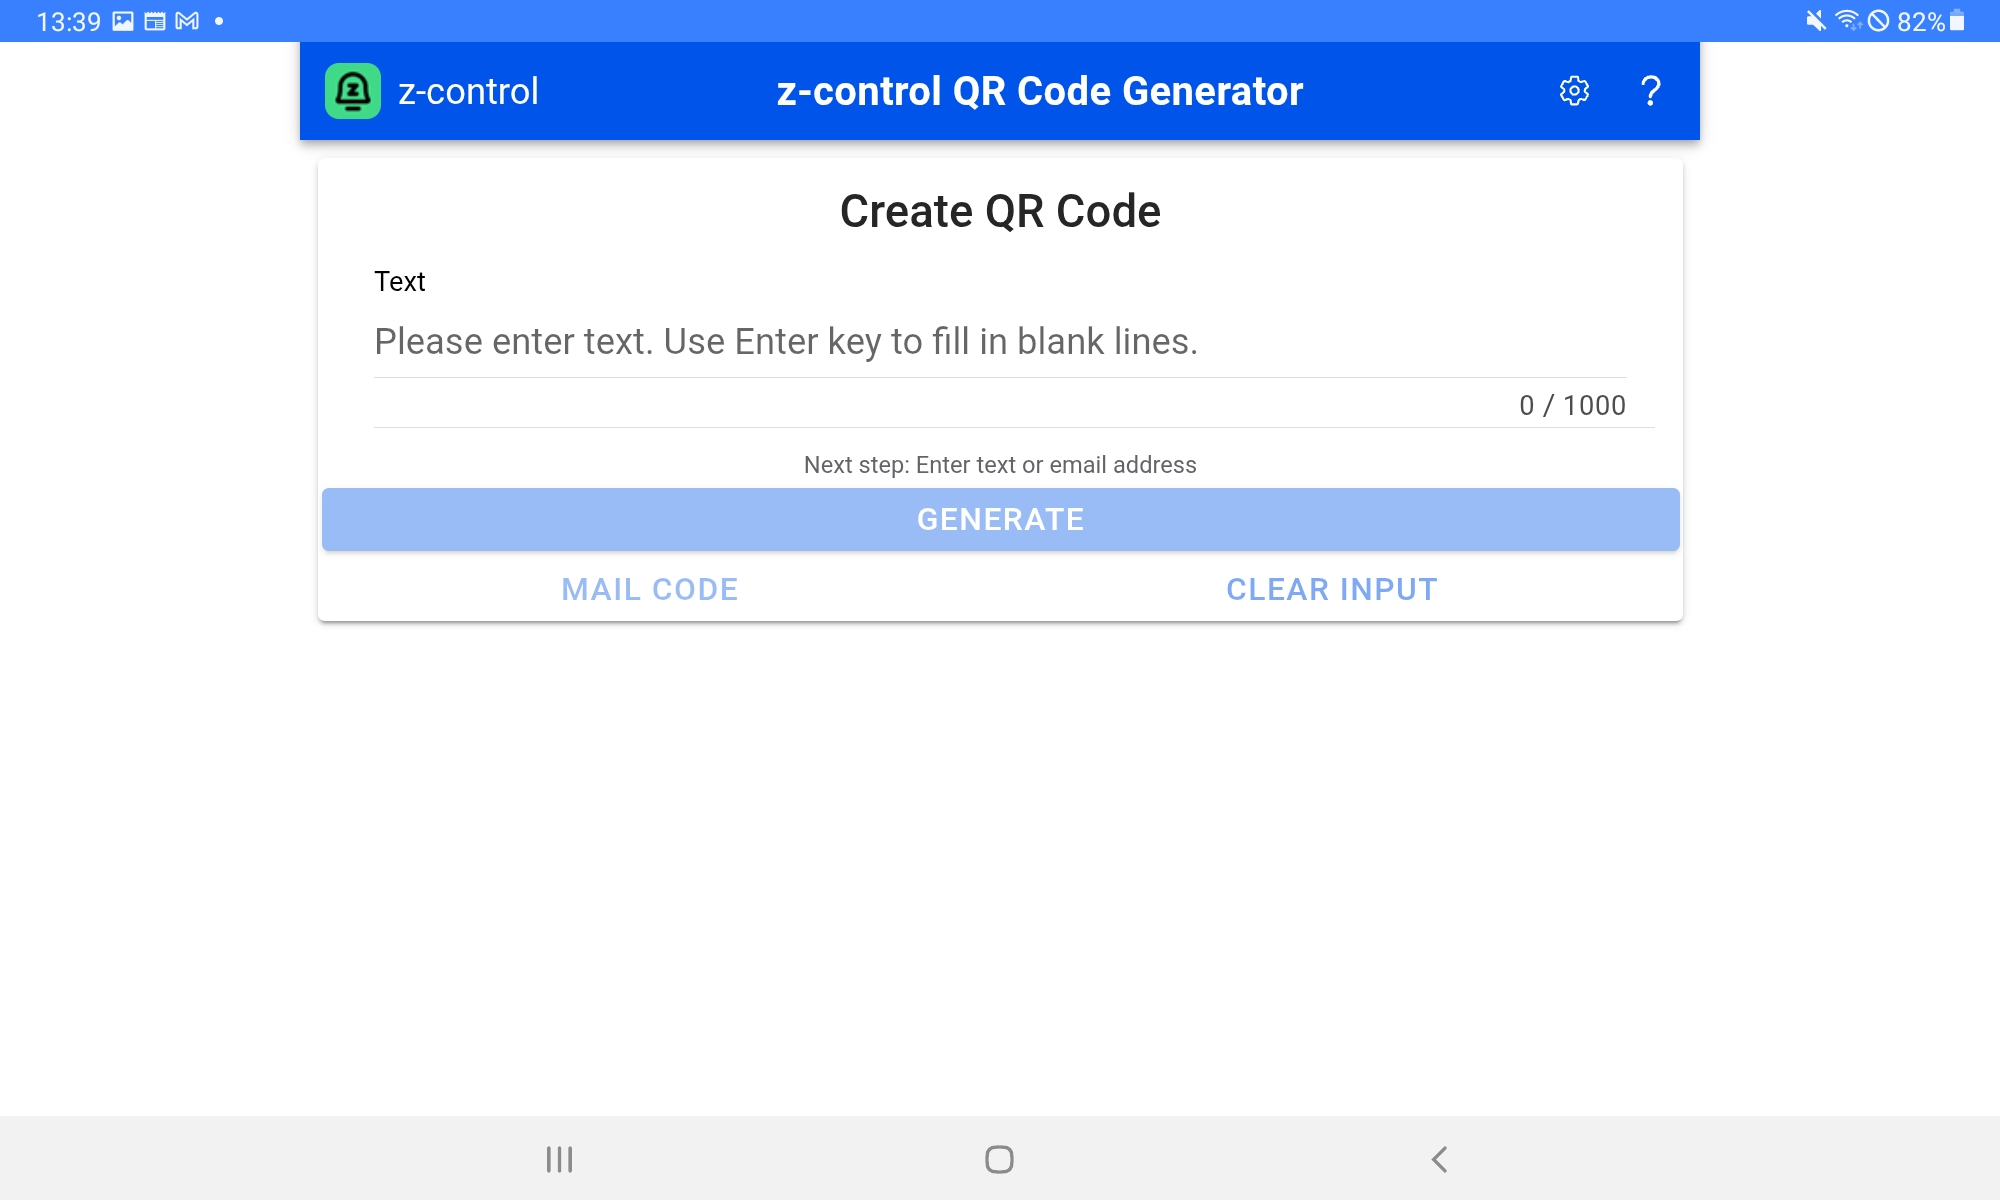 13:39
82%
z-control
z-control QR Code Generator
?
Create QR Code
Text
Please enter text. Use Enter key to fill in blank lines.
0 / 1000
Next step: Enter text or email address
GENERATE
MAIL CODE
CLEAR INPUT